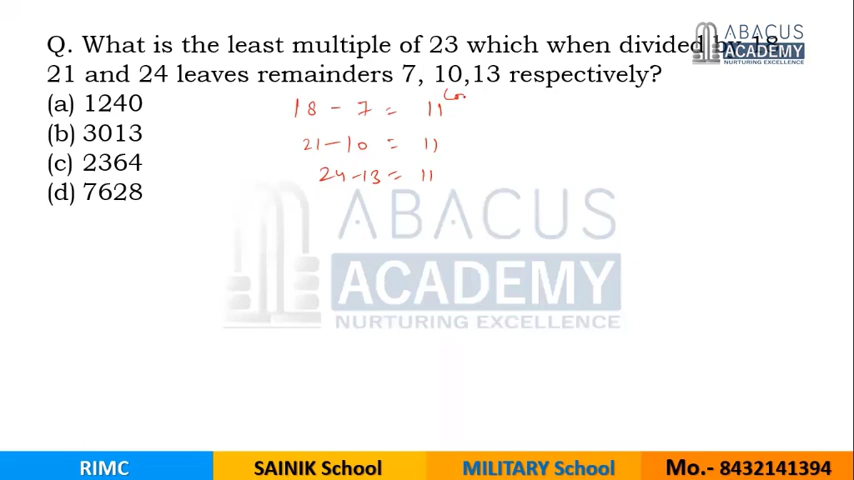 ABACUS
ACADEMY
NURTURING EXCELLENCE
Q. What is the least multiple of 23 which when divided by 18,
21 and 24 leaves remainders 7, 10,13 respectively?
(a) 1240
(b) 3013
(c) 2364
(d) 7628
18 - 7 = 11
21 - 10 = 11
24 - 13 = 11
ABACUS
ACADEMY
NURTURING EXCELLENCE
RIMC
SAINIK School
MILITARY School
Mo.- 8432141394